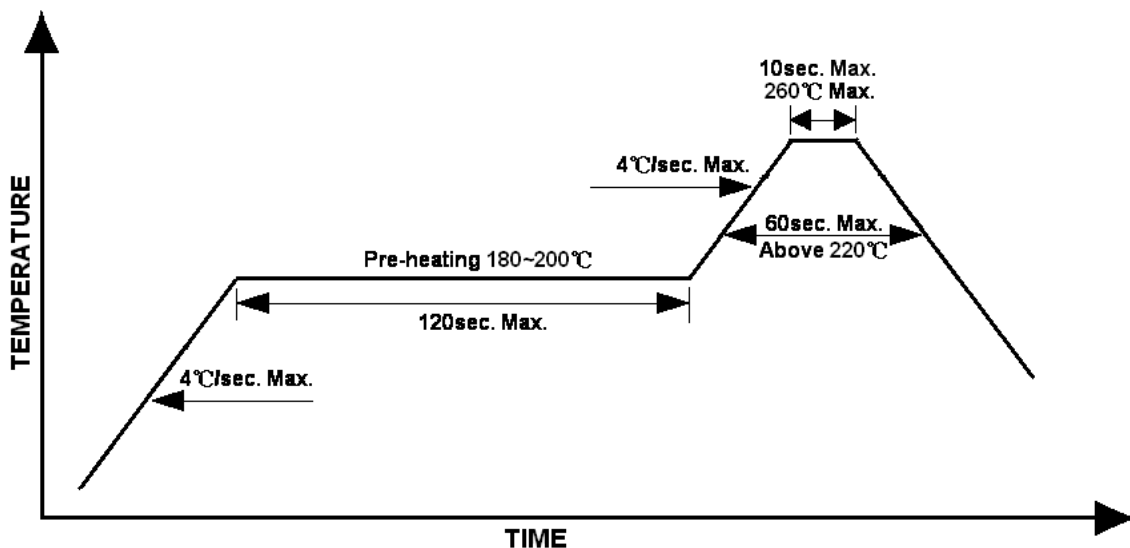 10sec. Max.
260℃ Max.
4℃/sec. Max.
60sec. Max.
Above 220℃
Pre-heating 180~200℃
120sec. Max.
4℃/sec. Max.
TEMPERATURE
TIME